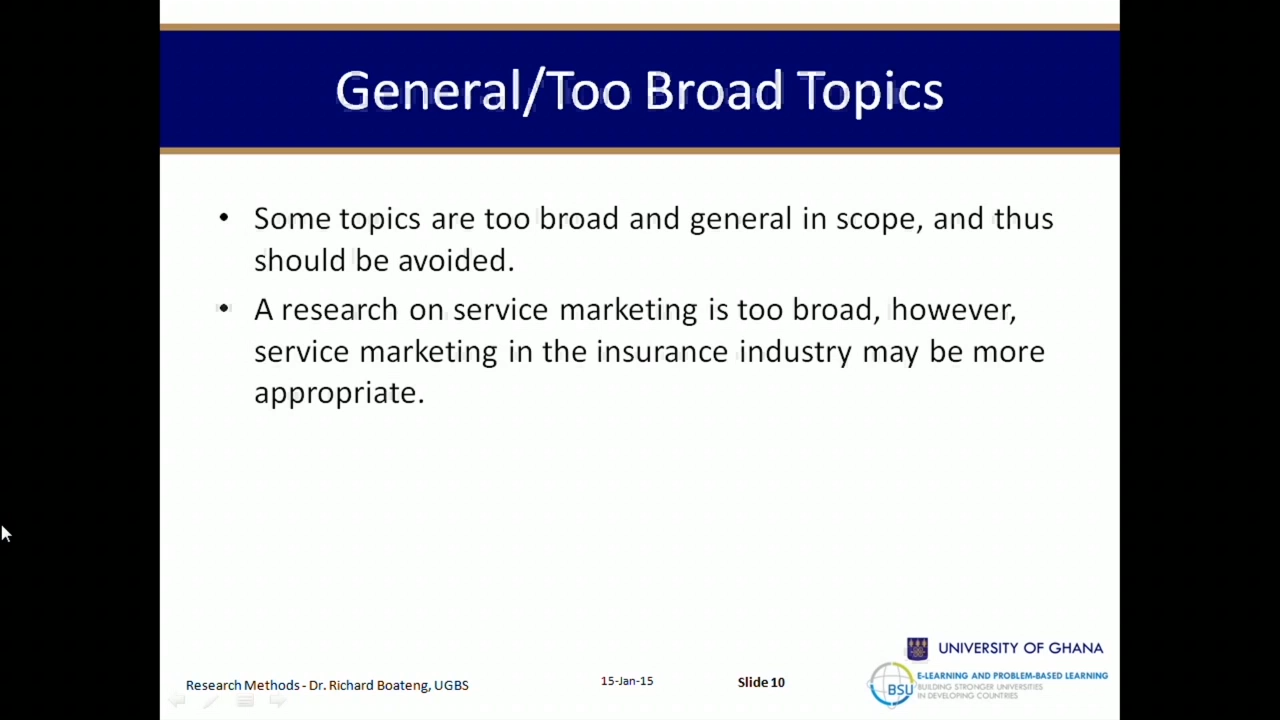 General/Too Broad Topics
• Some topics are too broad and general in scope, and thus
should be avoided.
• A research on service marketing is too broad, however,
service marketing in the insurance industry may be more
appropriate.
UNIVERSITY OF GHANA
Research Methods - Dr. Richard Boateng, UGBS
15-Jan-15
Slide 10
BSU
E-LEARNING AND PROBLEM-BASED LEARNING
BUILDING STRONGER UNIVERSITIES
IN DEVELOPING COUNTRIES